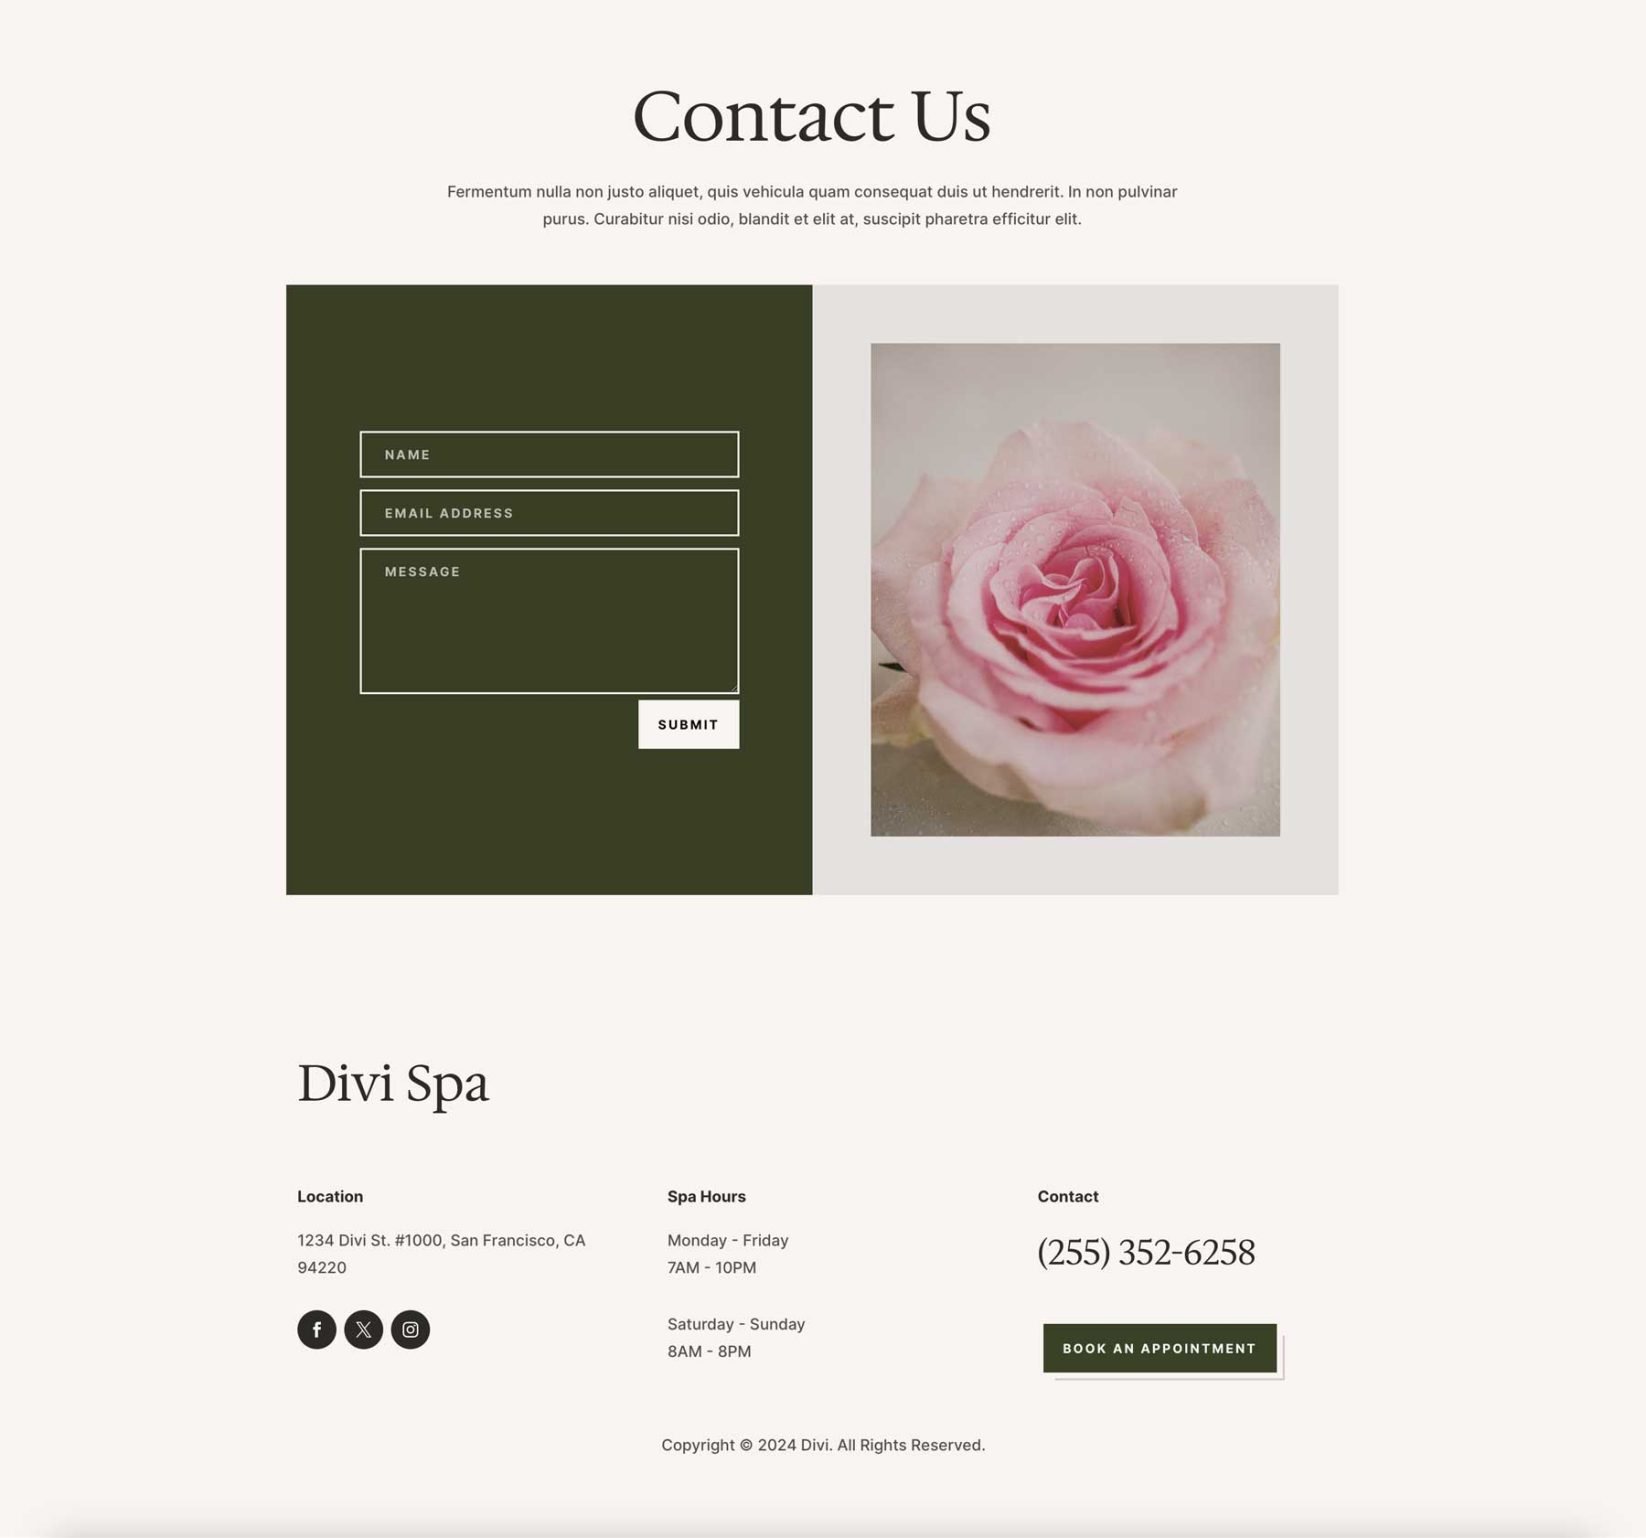 Contact Us
Fermentum nulla non justo aliquet, quis vehicula quam consequat duis ut hendrerit. In non pulvinar
purus. Curabitur nisi odio, blandit et elit at, suscipit pharetra efficitur elit.
NAME
EMAIL ADDRESS
MESSAGE
SUBMIT
Divi Spa
Location
1234 Divi St. #1000, San Francisco, CA
94220
Spa Hours
Monday - Friday
7AM - 10PM
Saturday - Sunday
8AM - 8PM
Contact
(255) 352-6258
BOOK AN APPOINTMENT
Copyright © 2024 Divi. All Rights Reserved.